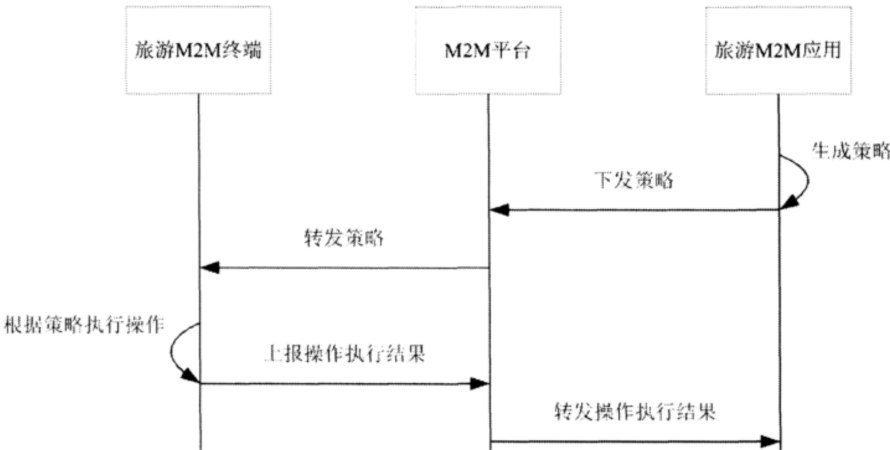 旅游M2M终端
M2M平台
旅游M2M应用
生成策略
下发策略
转发策略
根据策略执行操作
上报操作执行结果
转发操作执行结果